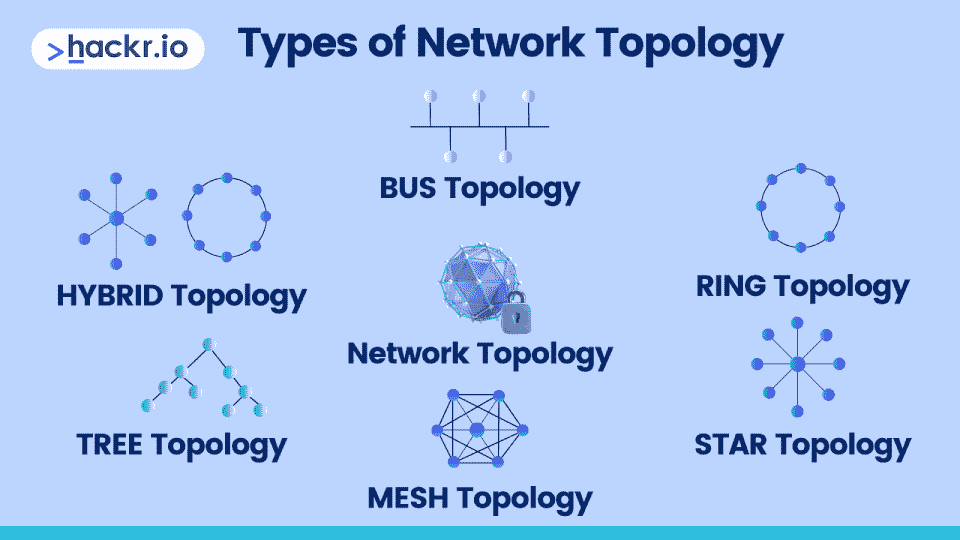 >_hackr.io
Types of Network Topology
BUS Topology
HYBRID Topology
RING Topology
Network Topology
TREE Topology
STAR Topology
MESH Topology